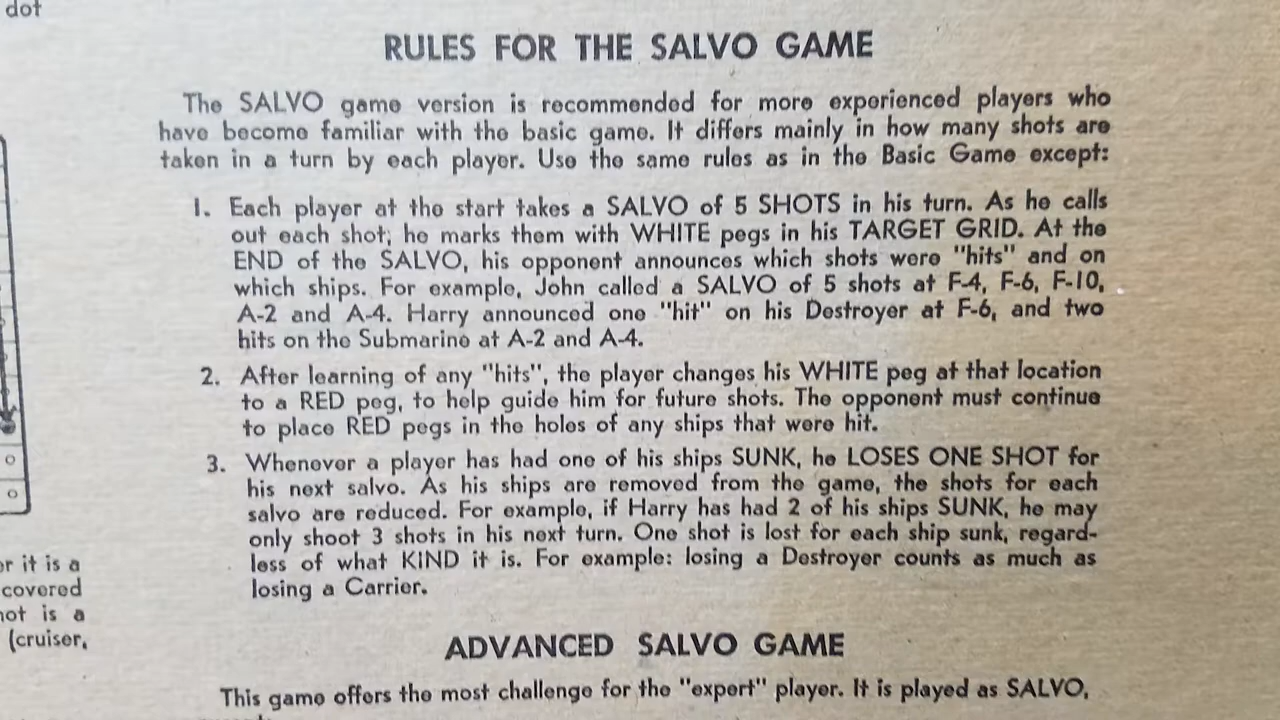 dot
RULES FOR THE SALVO GAME
The SALVO game version is recommended for more experienced players who
have become familiar with the basic game. It differs mainly in how many shots are
taken in a turn by each player. Use the same rules as in the Basic Game except:
1. Each player at the start takes a SALVO of 5 SHOTS in his turn. As he calls
out each shot, he marks them with WHITE pegs in his TARGET GRID. At the
END of the SALVO, his opponent announces which shots were "hits" and on
which ships. For example, John called a SALVO of 5 shots at F-4, F-6, F-10,
A-2 and A-4. Harry announced one "hit" on his Destroyer at F-6, and two
hits on the Submarine at A-2 and A-4.
2. After learning of any "hits", the player changes his WHITE peg at that location
to a RED peg, to help guide him for future shots. The opponent must continue
to place RED pegs in the holes of any ships that were hit.
3. Whenever a player has had one of his ships SUNK, he LOSES ONE SHOT for
his next salvo. As his ships are removed from the game, the shots for each
salvo are reduced. For example, if Harry has had 2 of his ships SUNK, he may
only shoot 3 shots in his next turn. One shot is lost for each ship sunk, regard-
less of what KIND it is. For example: losing a Destroyer counts as much as
losing a Carrier.
it is a
covered
is a
(cruiser,
ADVANCED SALVO GAME
This game offers the most challenge for the "expert" player. It is played as SALVO,